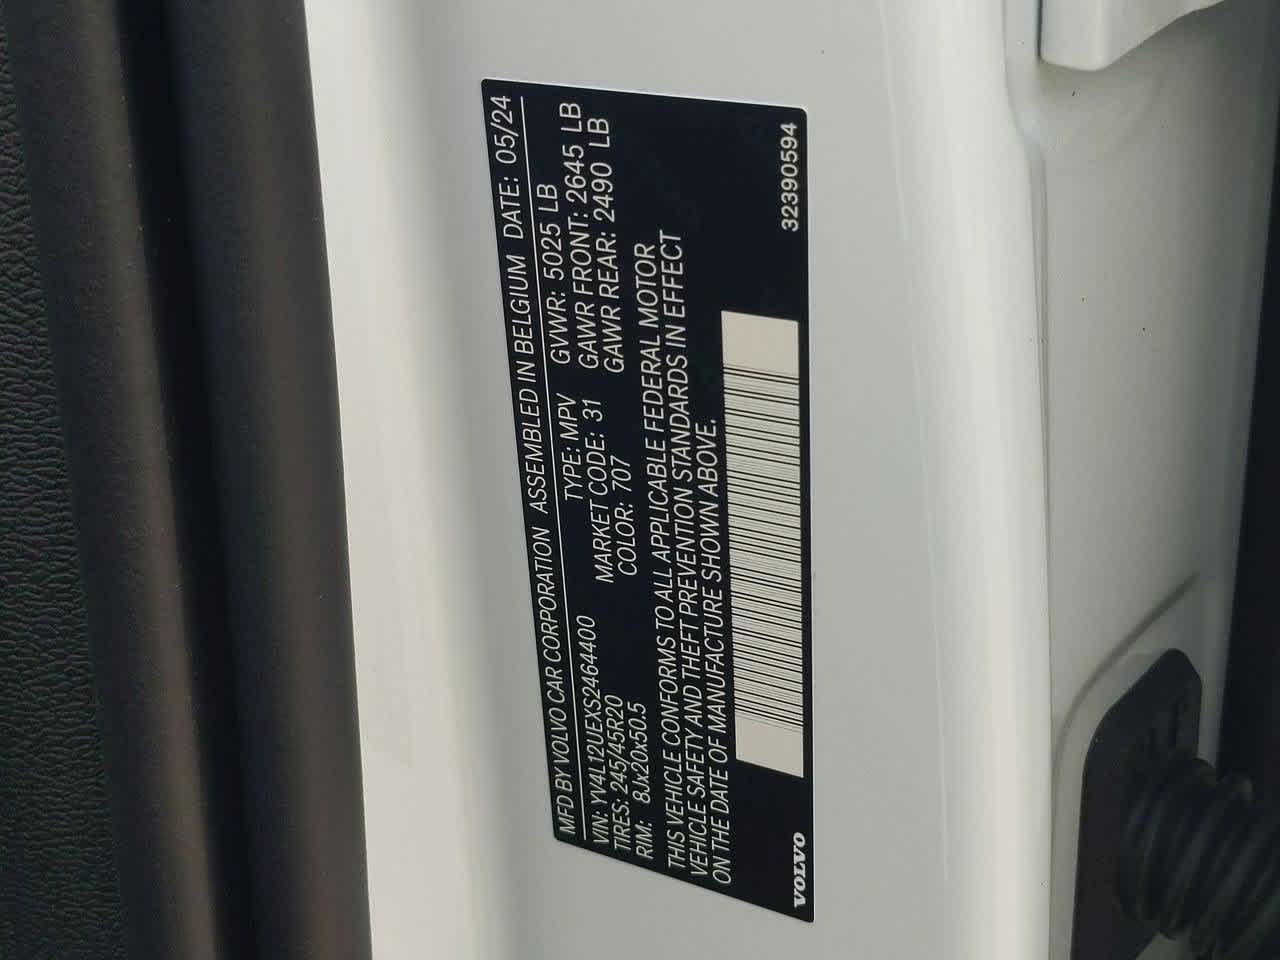 MFD BY VOLVO CAR CORPORATION ASSEMBLED IN BELGIUM DATE: 05/24
VIN: YV4L12UEXS2464400 TYPE: MPV GVWR: 5025 LB
TIRES: 245/45R20 MARKET CODE: 31 GAWR FRONT: 2645 LB
RIM: 8Jx20x50.5 COLOR: 707 GAWR REAR: 2490 LB
THIS VEHICLE CONFORMS TO ALL APPLICABLE FEDERAL MOTOR
VEHICLE SAFETY AND THEFT PREVENTION STANDARDS IN EFFECT
ON THE DATE OF MANUFACTURE SHOWN ABOVE.
VOLVO 32390594